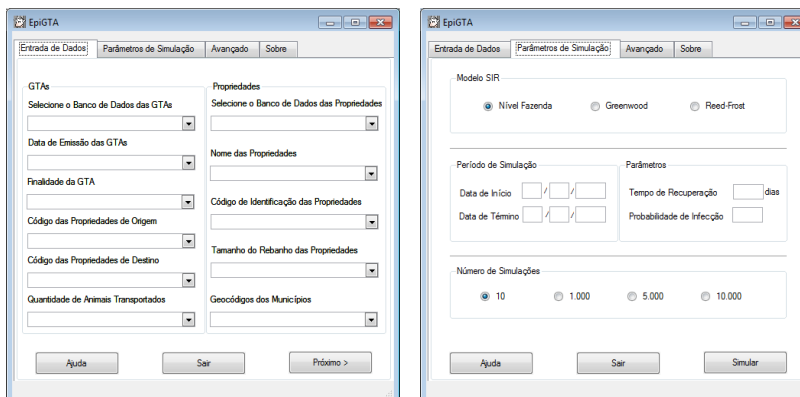 EpiGTA
Entrada de Dados Parâmetros de Simulação Avançado Sobre
GTAs
Selecione o Banco de Dados das GTAs
Data de Emissão das GTAs
Finalidade da GTA
Código das Propriedades de Origem
Código das Propriedades de Destino
Quantidade de Animais Transportados
Propriedades
Selecione o Banco de Dados das Propriedades
Nome das Propriedades
Código de Identificação das Propriedades
Tamanho do Rebanho das Propriedades
Geocódigos dos Municípios
Ajuda Sair Próximo >
EpiGTA
Entrada de Dados Parâmetros de Simulação Avançado Sobre
Modelo SIR
Nível Fazenda Greenwood Reed-Frost
Período de Simulação
Data de Início / /
Data de Término / /
Parâmetros
Tempo de Recuperação dias
Probabilidade de Infecção
Número de Simulações
10 1.000 5.000 10.000
Ajuda Sair Simular